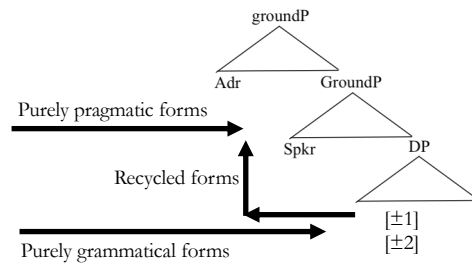 groundP
Adr
GroundP
Purely pragmatic forms
Spkr
DP
Recycled forms
[±1]
[±2]
Purely grammatical forms